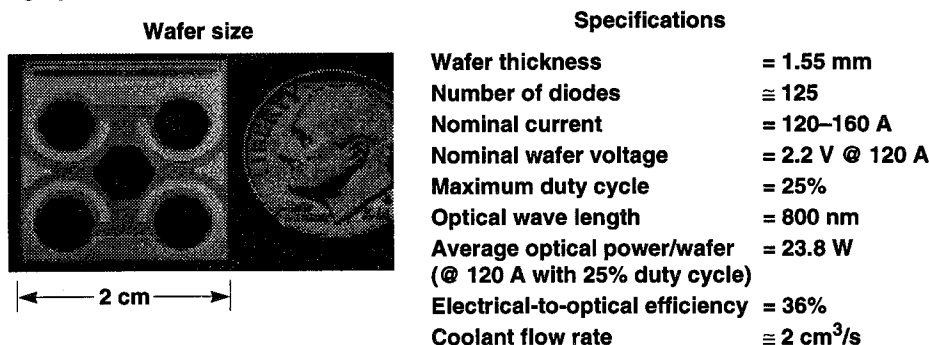 Wafer size
LIBERTY
2 cm
Specifications
Wafer thickness = 1.55 mm
Number of diodes ≅ 125
Nominal current = 120–160 A
Nominal wafer voltage = 2.2 V @ 120 A
Maximum duty cycle = 25%
Optical wave length = 800 nm
Average optical power/wafer = 23.8 W
(@ 120 A with 25% duty cycle)
Electrical-to-optical efficiency = 36%
Coolant flow rate ≅ 2 cm³/s